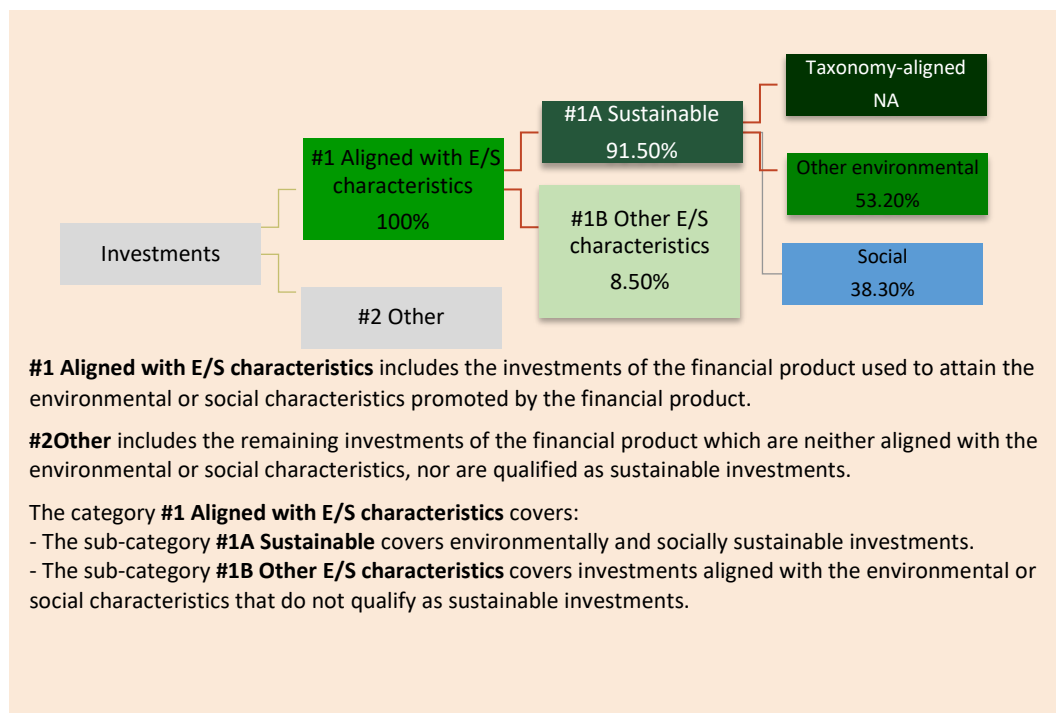 Investments
#1 Aligned with E/S
characteristics
100%
#2 Other
#1A Sustainable
91.50%
#1B Other E/S
characteristics
8.50%
Taxonomy-aligned
NA
Other environmental
53.20%
Social
38.30%
#1 Aligned with E/S characteristics includes the investments of the financial product used to attain the
environmental or social characteristics promoted by the financial product.
#2Other includes the remaining investments of the financial product which are neither aligned with the
environmental or social characteristics, nor are qualified as sustainable investments.
The category #1 Aligned with E/S characteristics covers:
- The sub-category #1A Sustainable covers environmentally and socially sustainable investments.
- The sub-category #1B Other E/S characteristics covers investments aligned with the environmental or
social characteristics that do not qualify as sustainable investments.